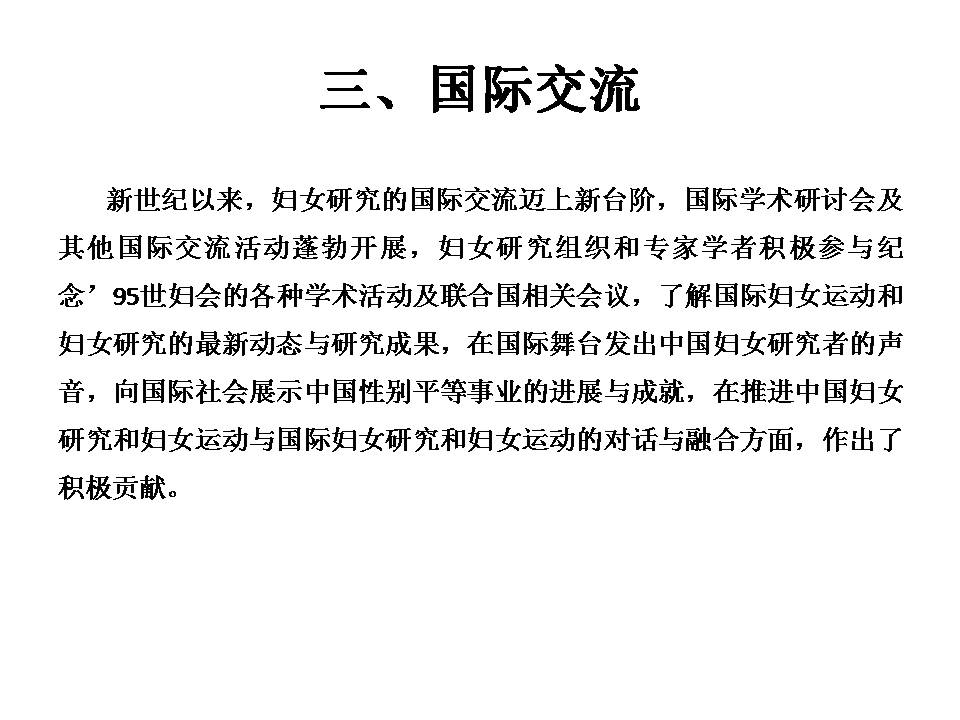 三、国际交流
新世纪以来，妇女研究的国际交流迈上新台阶，国际学术研讨会及
其他国际交流活动蓬勃开展，妇女研究组织和专家学者积极参与纪
念’95世妇会的各种学术活动及联合国相关会议，了解国际妇女运动和
妇女研究的最新动态与研究成果，在国际舞台发出中国妇女研究者的声
音，向国际社会展示中国性别平等事业的进展与成就，在推进中国妇女
研究和妇女运动与国际妇女研究和妇女运动的对话与融合方面，作出了
积极贡献。